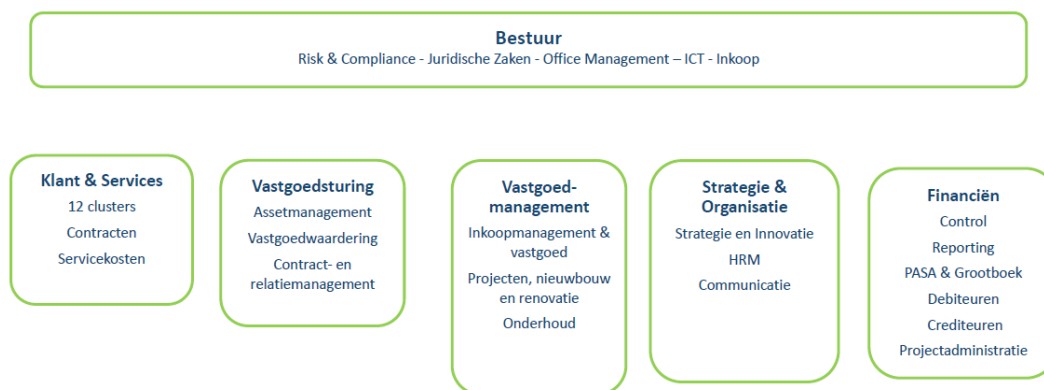 Bestuur
Risk & Compliance - Juridische Zaken - Office Management – ICT - Inkoop
Klant & Services
12 clusters
Contracten
Servicekosten
Vastgoedsturing
Assetmanagement
Vastgoedwaardering
Contract- en
relatiemanagement
Vastgoed-
management
Inkoopmanagement &
vastgoed
Projecten, nieuwbouw
en renovatie
Onderhoud
Strategie &
Organisatie
Strategie en Innovatie
HRM
Communicatie
Financiën
Control
Reporting
PASA & Grootboek
Debiteuren
Crediteuren
Projectadministratie